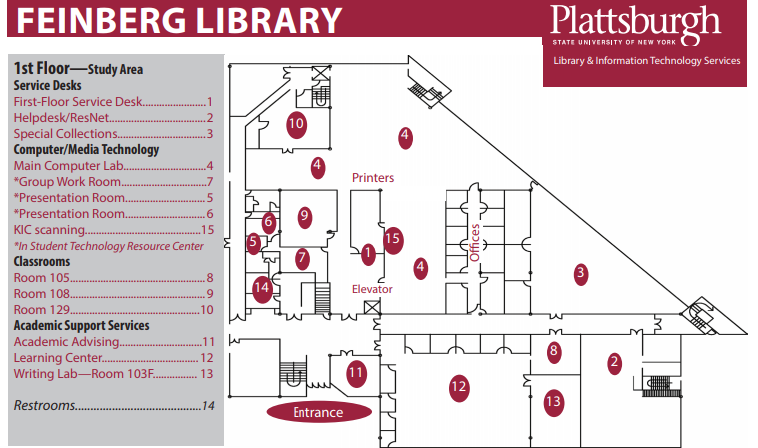 FEINBERG LIBRARY
Plattsburgh
STATE UNIVERSITY OF NEW YORK
Library & Information Technology Services
1st Floor—Study Area
Service Desks
First-Floor Service Desk.......................1
Helpdesk/ResNet................................2
Special Collections..............................3
Computer/Media Technology
Main Computer Lab............................4
*Group Work Room............................7
*Presentation Room...........................5
*Presentation Room...........................6
KIC scanning.....................................15
*In Student Technology Resource Center
Classrooms
Room 105...........................................8
Room 108...........................................9
Room 129.........................................10
Academic Support Services
Academic Advising............................11
Learning Center................................12
Writing Lab—Room 103F................13
Restrooms........................................14
10
4
4
Printers
9
6
5
7
1
15
4
Offices
3
14
Elevator
8
2
11
12
13
Entrance